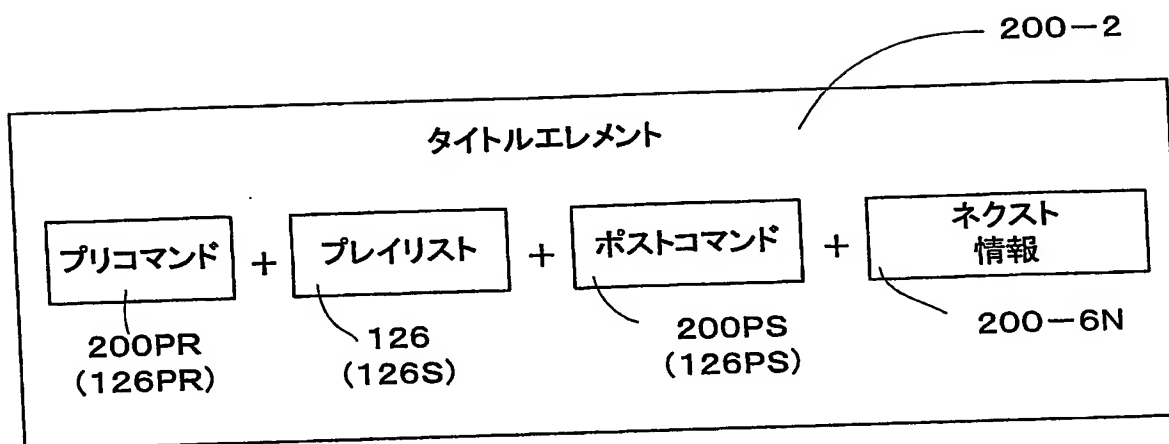 200-2
タイトルエレメント
プリコマンド + プレイリスト + ポストコマンド + ネクスト
情報
200PR
(126PR)
126
(126S)
200PS
(126PS)
200-6N